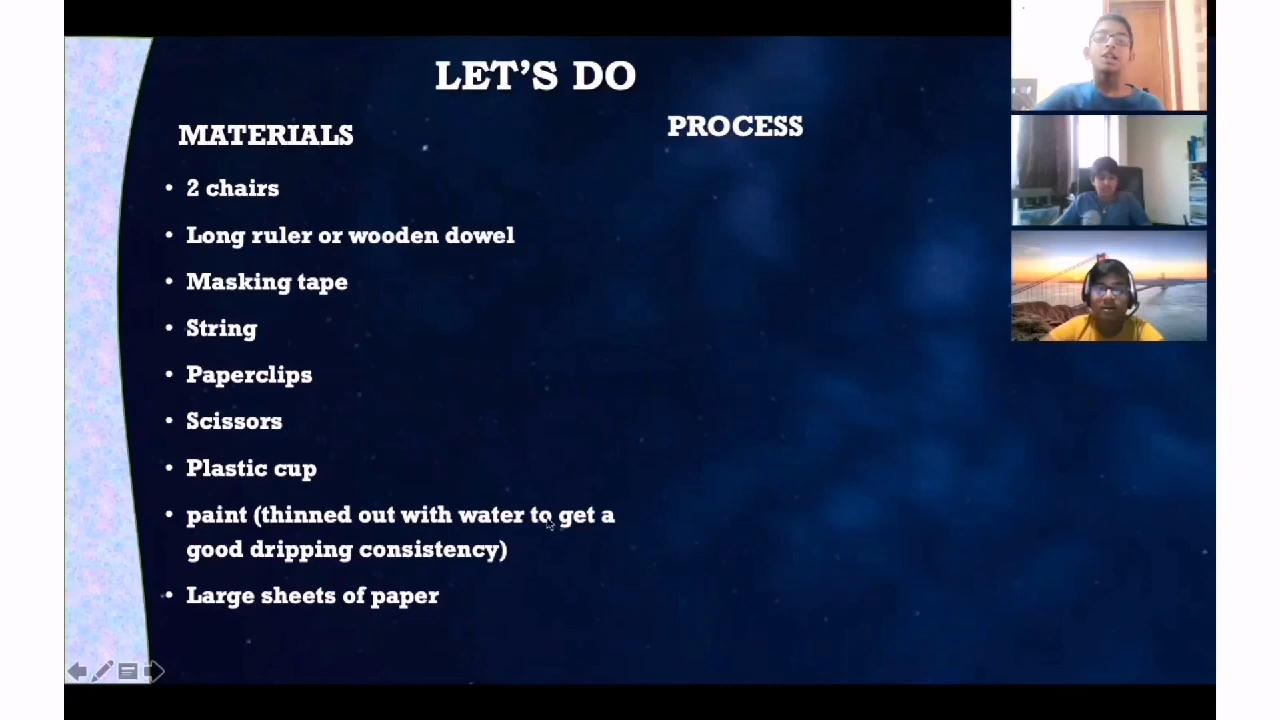 LET'S DO
MATERIALS
• 2 chairs
• Long ruler or wooden dowel
• Masking tape
• String
• Paperclips
• Scissors
• Plastic cup
• paint (thinned out with water to get a
good dripping consistency)
• Large sheets of paper
PROCESS